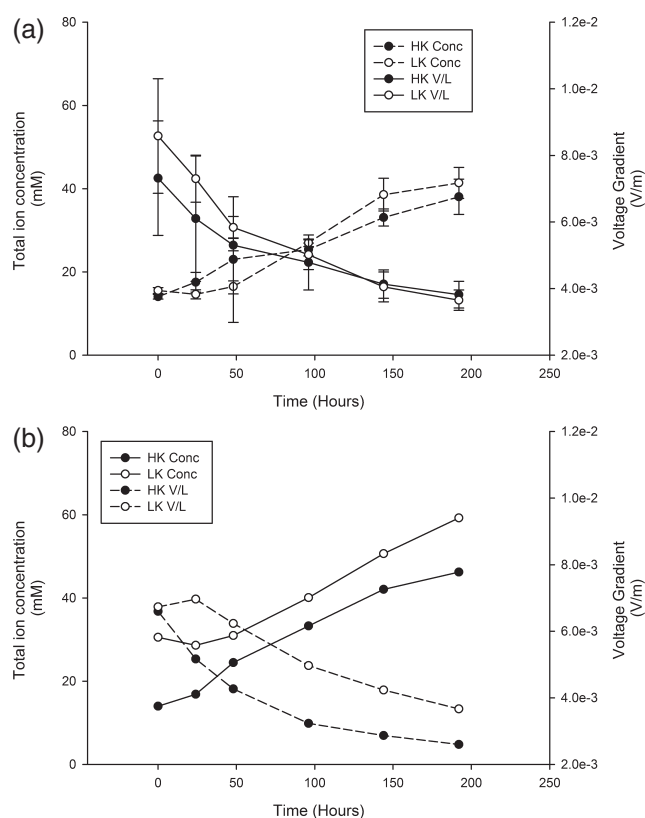 (a)
80
60
40
20
0
Total ion concentration
(mM)
HK Conc
LK Conc
HK V/L
LK V/L
1.2e-2
1.0e-2
8.0e-3
6.0e-3
4.0e-3
2.0e-3
Voltage Gradient
(V/m)
0 50 100 150 200 250
Time (Hours)
(b)
80
60
40
20
0
Total ion concentration
(mM)
HK Conc
LK Conc
HK V/L
LK V/L
1.2e-2
1.0e-2
8.0e-3
6.0e-3
4.0e-3
2.0e-3
Voltage Gradient
(V/m)
0 50 100 150 200 250
Time (Hours)